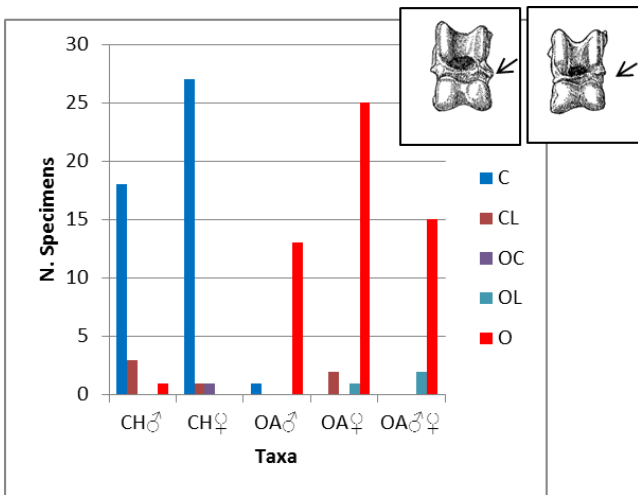 30
25
20
15
10
5
0
N. Specimens
CH♂ CH♀ OA♂ OA♀ OA♂♀
Taxa
C
CL
OC
OL
O